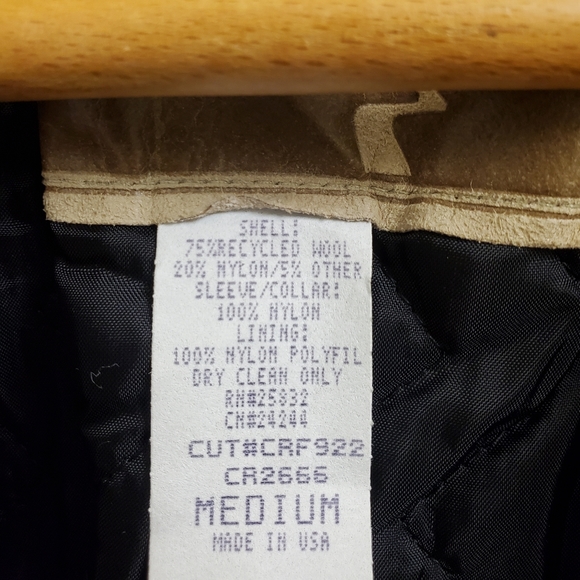 SHELL:
75%RECYCLED WOOL
20% NYLON/5% OTHER
SLEEVE/COLLAR:
100% NYLON
LINING:
100% NYLON POLYFIL
DRY CLEAN ONLY
RN#25832
CN#24244
CUT#CRF922
CR2666
MEDIUM
MADE IN USA